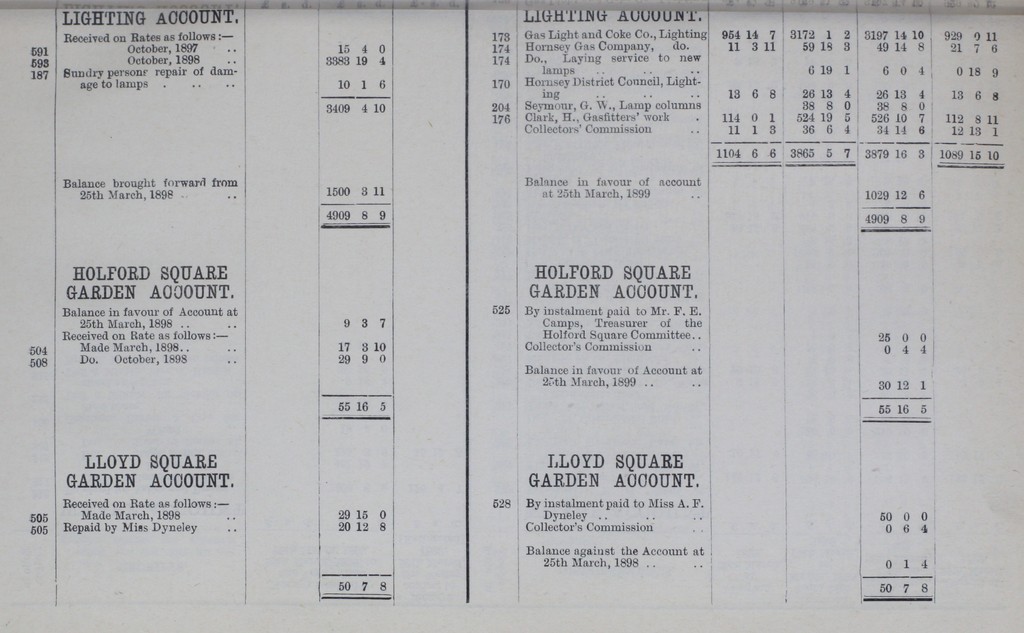 LIGHTING ACCOUNT.
Received on Rates as follows :—
591 October, 1897 .. 15 4 0
593 October, 1898 .. 3383 19 4
187 Sundry persons' repair of dam-
age to lamps . .. .. 10 1 6
3409 4 10
Balance brought forward from
25th March, 1898 .. .. 1500 3 11
4909 8 9
HOLFORD SQUARE
GARDEN ACCOUNT.
Balance in favour of Account at
25th March, 1898 .. .. 9 3 7
Received on Rate as follows :—
504 Made March, 1898.. .. 17 3 10
508 Do. October, 1898 .. 29 9 0
55 16 5
LLOYD SQUARE
GARDEN ACCOUNT.
Received on Rate as follows :—
505 Made March, 1898 .. 29 15 0
505 Repaid by Miss Dyneley .. 20 12 8
50 7 8
LIGHTING ACCOUNT.
173 Gas Light and Coke Co., Lighting 954 14 7 3172 1 2 3197 14 10 929 0 11
174 Hornsey Gas Company, do. 11 3 11 59 18 3 49 14 8 21 7 6
174 Do., Laying service to new
lamps .. .. .. 6 19 1 6 0 4 0 18 9
170 Hornsey District Council, Light-
ing .. .. .. 13 6 8 26 13 4 26 13 4 13 6 8
204 Seymour, G. W., Lamp columns 38 8 0 38 8 0
176 Clark, H., Gasfitters' work . 114 0 1 524 19 5 526 10 7 112 8 11
Collectors' Commission .. 11 1 3 36 6 4 34 14 6 12 13 1
1104 6 6 3865 5 7 3879 16 3 1089 15 10
Balance in favour of account
at 25th March, 1899 .. 1029 12 6
4909 8 9
HOLFORD SQUARE
GARDEN ACCOUNT.
525 By instalment paid to Mr. F. E.
Camps, Treasurer of the
Holford Square Committee.. 25 0 0
Collector's Commission .. 0 4 4
Balance in favour of Account at
25th March, 1899 .. .. 30 12 1
55 16 5
LLOYD SQUARE
GARDEN ACCOUNT.
528 By instalment paid to Miss A. F.
Dyneley .. .. .. 50 0 0
Collector's Commission .. 0 6 4
Balance against the Account at
25th March, 1898 .. .. 0 1 4
50 7 8